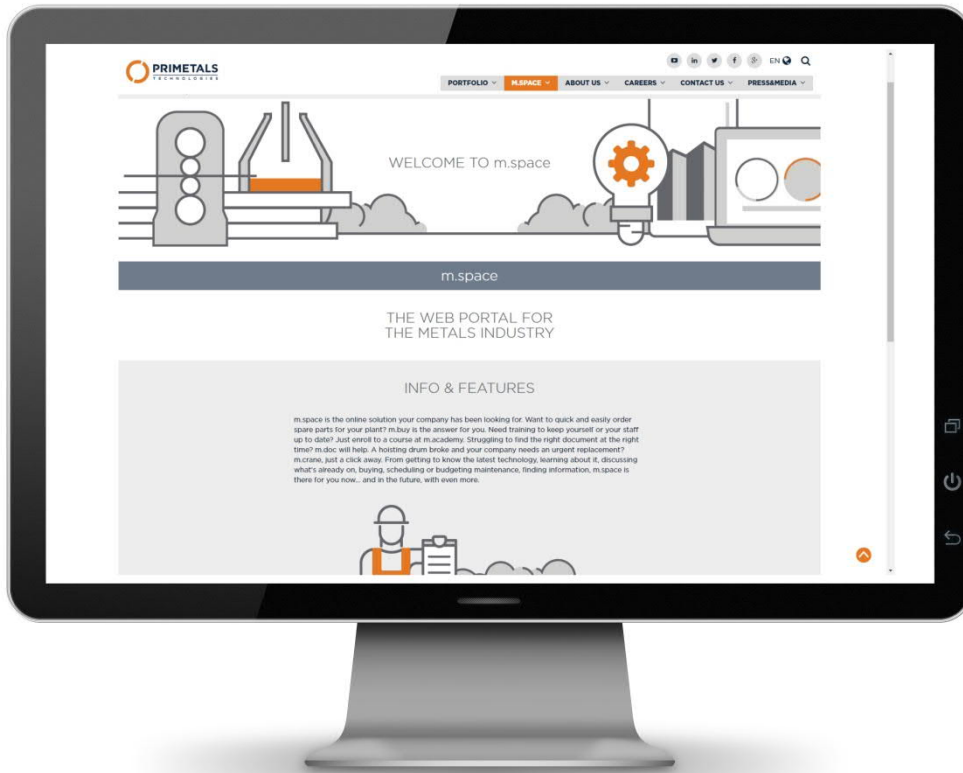 PRIMETALS
TECHNOLOGIES
in f g+ EN
PORTFOLIO M.SPACE ABOUT US CAREERS CONTACT US PRESS&MEDIA
WELCOME TO m.space
m.space
THE WEB PORTAL FOR
THE METALS INDUSTRY
INFO & FEATURES
m.space is the online solution your company has been looking for. Want to quick and easily order
spare parts for your plant? m.buy is the answer for you. Need training to keep yourself or your staff
up to date? Just enroll to a course at m.academy. Struggling to find the right document at the right
time? m.doc will help. A hoisting drum broke and your company needs an urgent replacement?
m.crane, just a click away. From getting to know the latest technology, learning about it, discussing
what's already on, buying, scheduling or budgeting maintenance, finding information, m.space is
there for you now... and in the future, with even more.